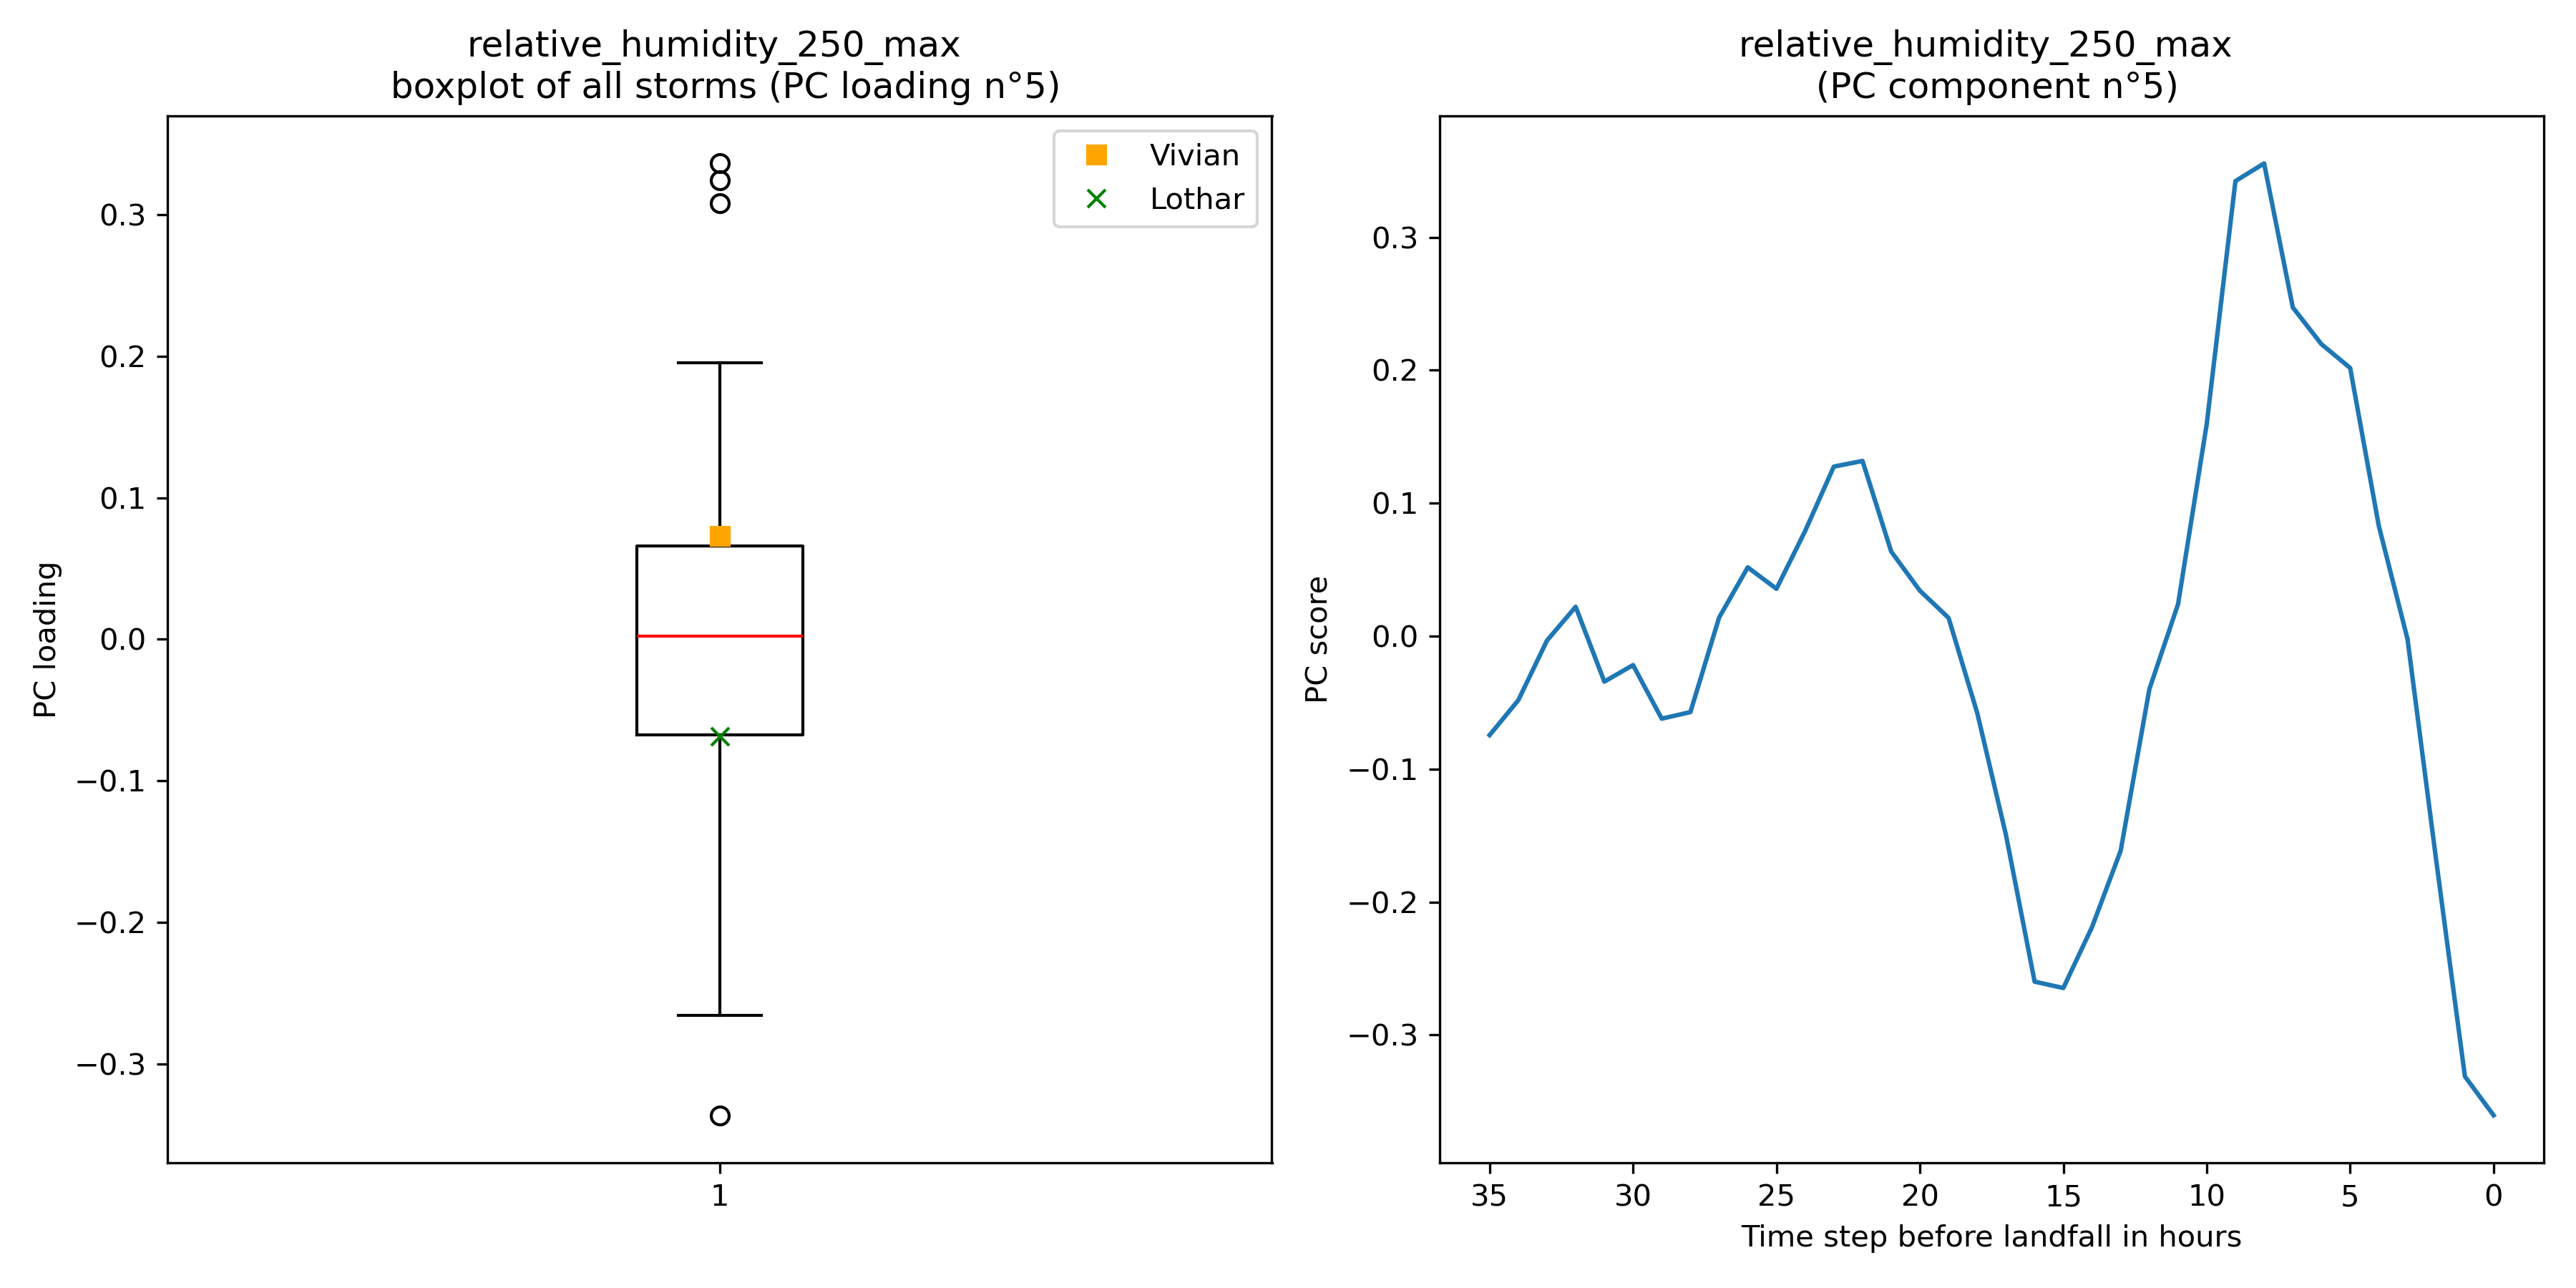 relative_humidity_250_max
boxplot of all storms (PC loading n°5)
Vivian
Lothar
0.3
0.2
0.1
0.0
−0.1
−0.2
−0.3
PC loading
1
relative_humidity_250_max
(PC component n°5)
0.3
0.2
0.1
0.0
−0.1
−0.2
−0.3
PC score
35 30 25 20 15 10 5 0
Time step before landfall in hours